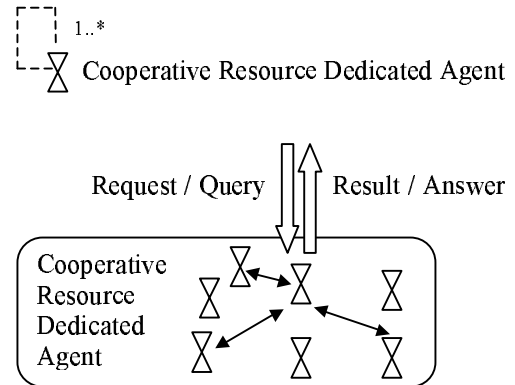 1..*
Cooperative Resource Dedicated Agent
Request / Query
Result / Answer
Cooperative
Resource
Dedicated
Agent